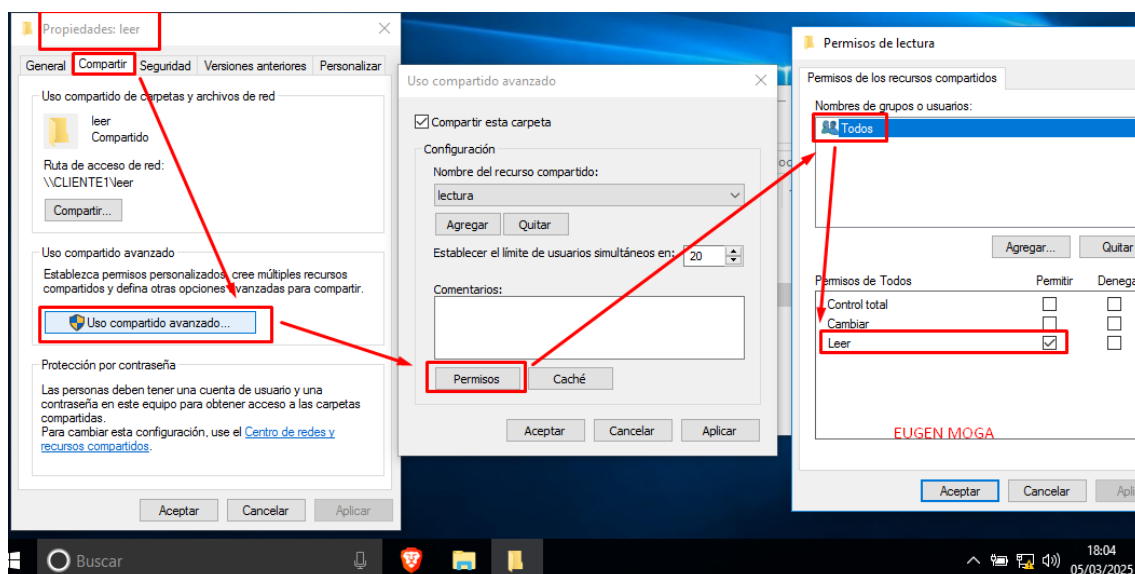 Propiedades: leer
General Compartir Seguridad Versiones anteriores Personalizar
Uso compartido de carpetas y archivos de red
leer
Compartido
Ruta de acceso de red:
\\CLIENTE1\leer
Compartir...
Uso compartido avanzado
Establezca permisos personalizados, cree múltiples recursos
compartidos y defina otras opciones avanzadas para compartir.
Uso compartido avanzado...
Protección por contraseña
Las personas deben tener una cuenta de usuario y una
contraseña en este equipo para obtener acceso a las carpetas
compartidas.
Para cambiar esta configuración, use el Centro de redes y
recursos compartidos.
Aceptar Cancelar Aplicar
Uso compartido avanzado
Compartir esta carpeta
Configuración
Nombre del recurso compartido:
lectura
Agregar Quitar
Establecer el límite de usuarios simultáneos en: 20
Comentarios:
Permisos Caché
Aceptar Cancelar Aplicar
Permisos de lectura
Permisos de los recursos compartidos
Nombres de grupos o usuarios:
Todos
Agregar... Quitar
Permisos de Todos Permitir Denega
Control total
Cambiar
Leer
EUGEN MOGA
Aceptar Cancelar Apli
Buscar
18:04
05/03/2025